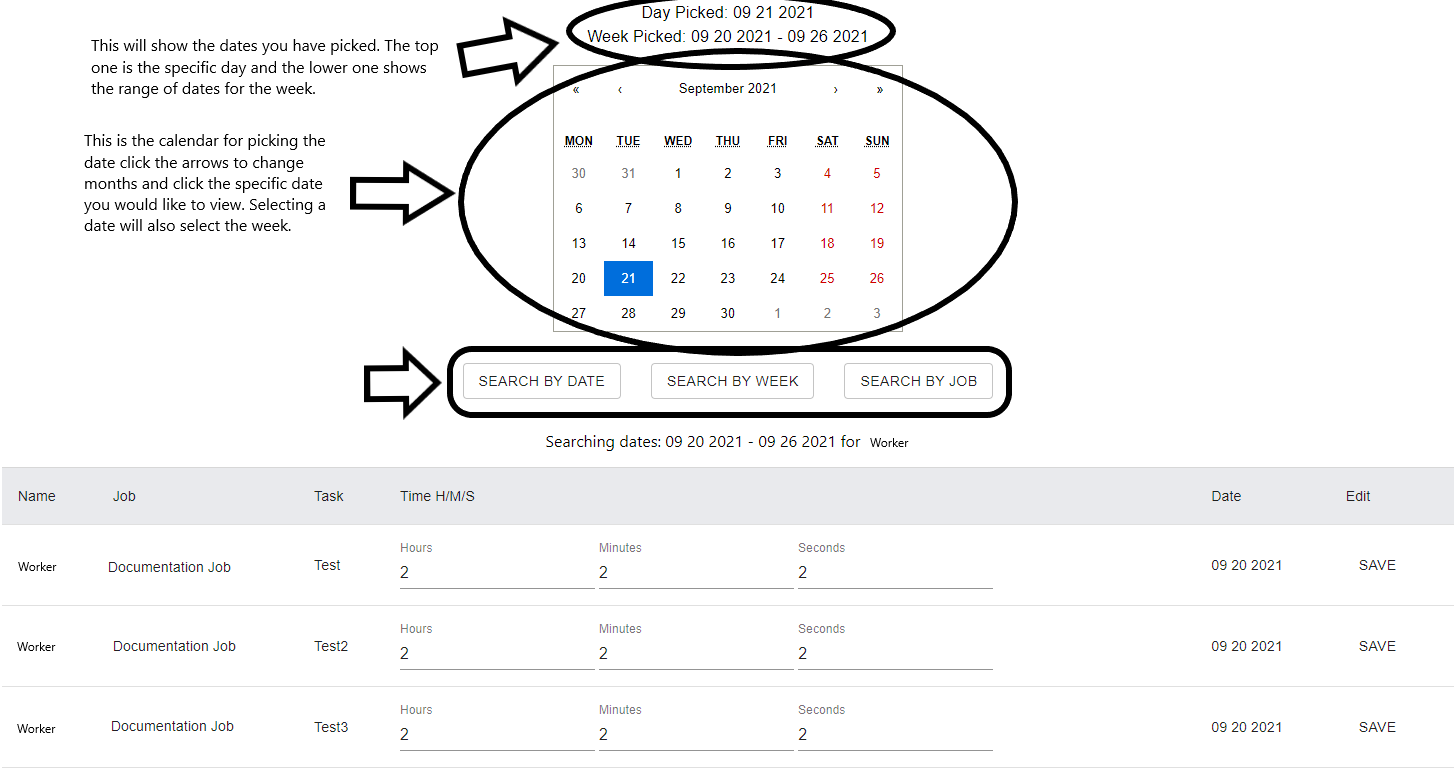 Day Picked: 09 21 2021
Week Picked: 09 20 2021 - 09 26 2021
This will show the dates you have picked. The top
one is the specific day and the lower one shows
the range of dates for the week.
« ‹ September 2021 › »
This is the calendar for picking the
date click the arrows to change
months and click the specific date
you would like to view. Selecting a
date will also select the week.
MON TUE WED THU FRI SAT SUN
30 31 1 2 3 4 5
6 7 8 9 10 11 12
13 14 15 16 17 18 19
20 21 22 23 24 25 26
27 28 29 30 1 2 3
SEARCH BY DATE SEARCH BY WEEK SEARCH BY JOB
Searching dates: 09 20 2021 - 09 26 2021 for Worker
Name Job Task Time H/M/S Date Edit
Hours Minutes Seconds
Worker Documentation Job Test 2 2 2 09 20 2021 SAVE
Hours Minutes Seconds
Worker Documentation Job Test2 2 2 2 09 20 2021 SAVE
Hours Minutes Seconds
Worker Documentation Job Test3 2 2 2 09 20 2021 SAVE